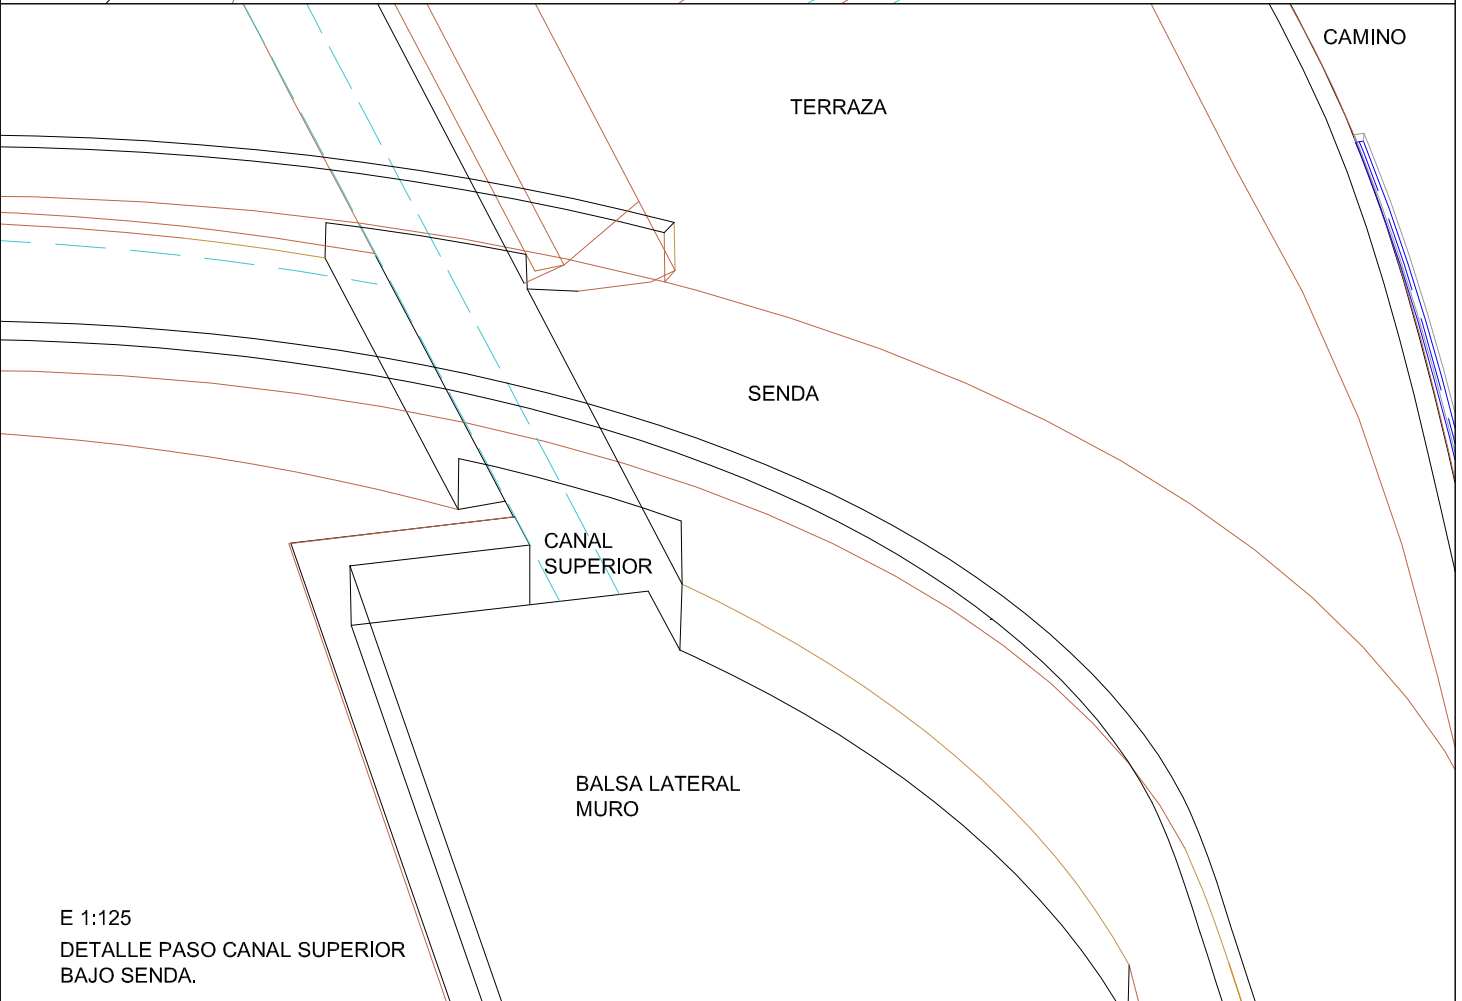 CAMINO
TERRAZA
SENDA
CANAL
SUPERIOR
BALSA LATERAL
MURO
E 1:125
DETALLE PASO CANAL SUPERIOR
BAJO SENDA.